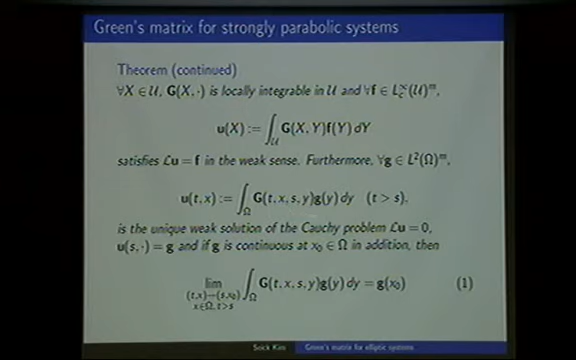 Green's matrix for strongly parabolic systems
Theorem (continued)
∀X ∈ 𝒰, G(X, ·) is locally integrable in 𝒰 and ∀f ∈ L_c^∞(𝒰)^m,
u(X) := ∫_𝒰 G(X, Y)f(Y) dY
satisfies ℒu = f in the weak sense. Furthermore, ∀g ∈ L²(Ω)^m,
u(t, x) := ∫_Ω G(t, x, s, y)g(y) dy (t > s),
is the unique weak solution of the Cauchy problem ℒu = 0,
u(s, ·) = g and if g is continuous at x₀ ∈ Ω in addition, then
lim_{(t,x)→(s,x₀) x∈Ω, t>s} ∫_Ω G(t, x, s, y)g(y) dy = g(x₀) (1)
Seick Kim Green's matrix for elliptic systems